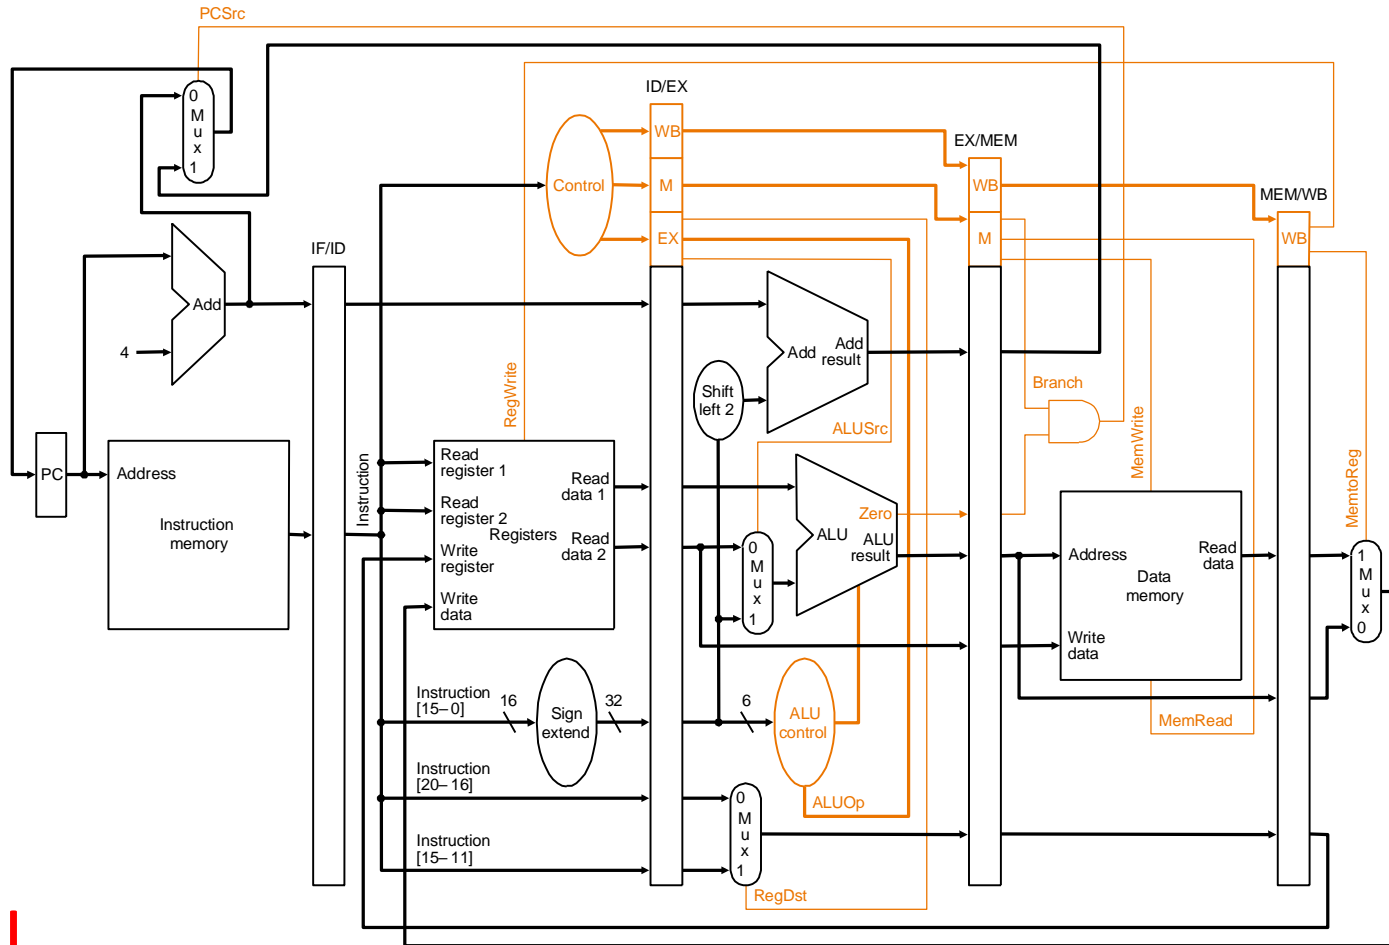 PCSrc
ID/EX
0
M
u
x
1
WB
EX/MEM
Control
M
WB
MEM/WB
IF/ID
EX
M
WB
Add
4
Add
Add
result
RegWrite
Shift
left 2
Branch
ALUSrc
MemWrite
MemtoReg
PC
Address
Instruction
memory
Instruction
Read
register 1
Read
data 1
Read
register 2
Registers
Read
data 2
Write
register
Write
data
Zero
ALU
ALU
result
0
M
u
x
1
Address
Read
data
Data
memory
Write
data
1
M
u
x
0
Instruction
[15– 0]
16
Sign
extend
32
6
ALU
control
MemRead
Instruction
[20– 16]
0
M
u
x
1
ALUOp
Instruction
[15– 11]
RegDst